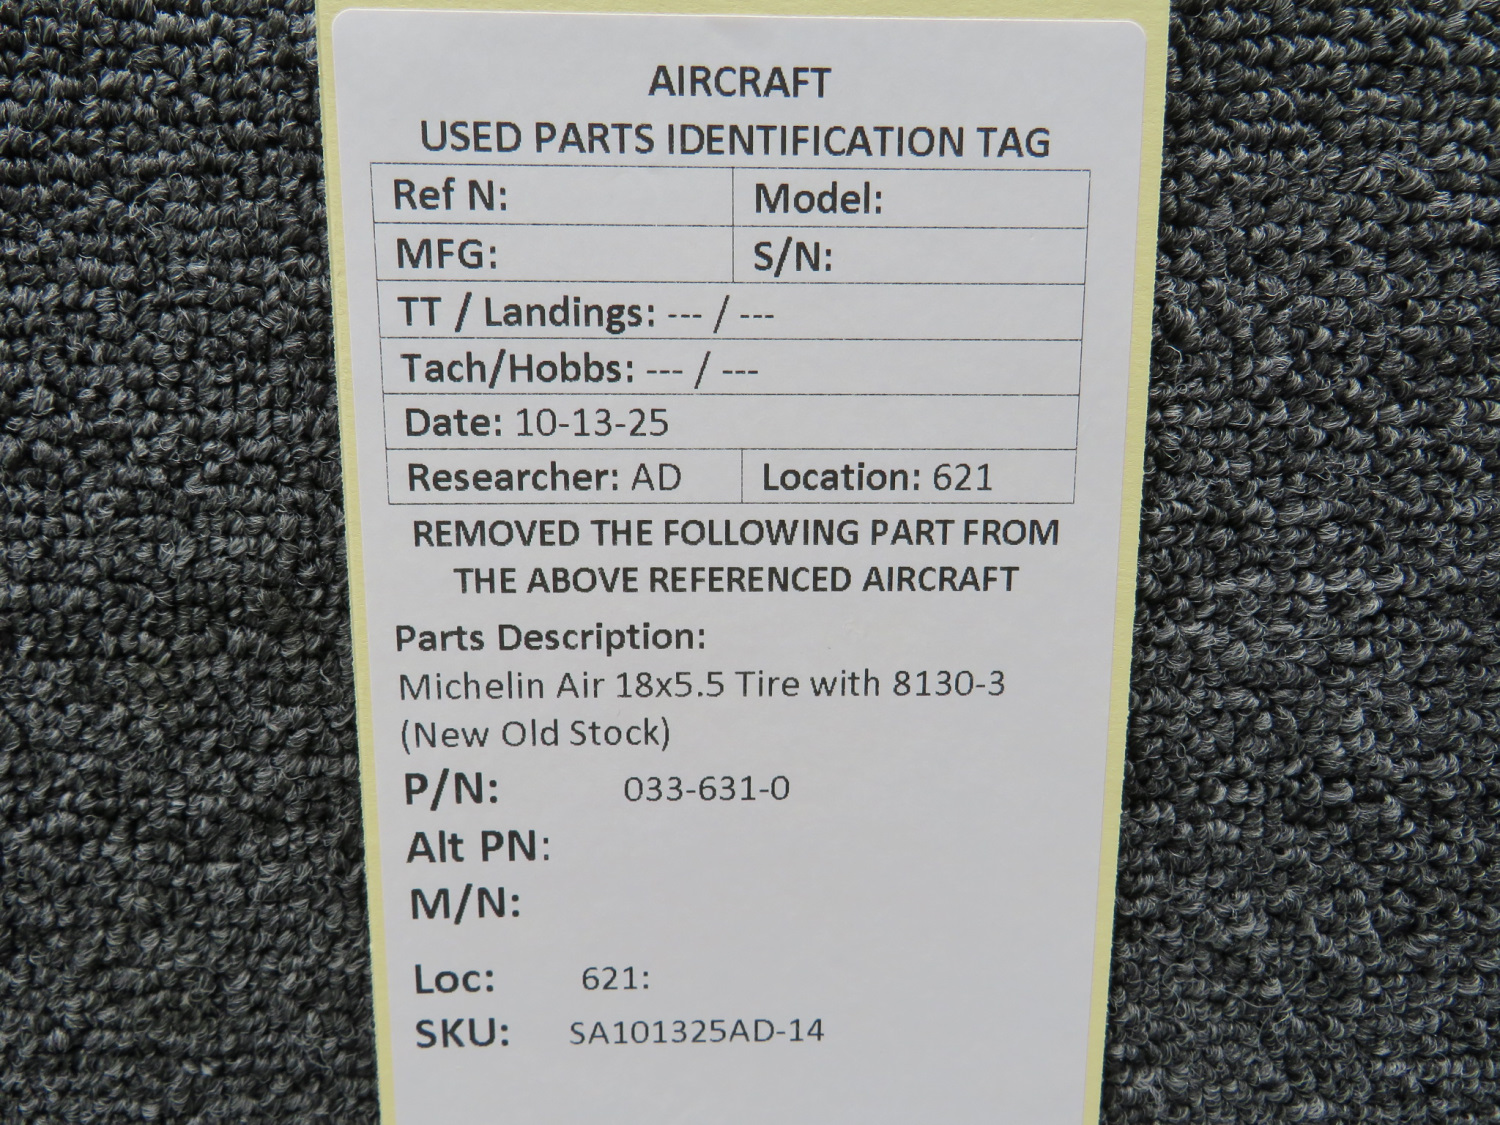 AIRCRAFT
USED PARTS IDENTIFICATION TAG
Ref N: Model:
MFG: S/N:
TT / Landings: --- / ---
Tach/Hobbs: --- / ---
Date: 10-13-25
Researcher: AD Location: 621
REMOVED THE FOLLOWING PART FROM
THE ABOVE REFERENCED AIRCRAFT
Parts Description:
Michelin Air 18x5.5 Tire with 8130-3
(New Old Stock)
P/N: 033-631-0
Alt PN:
M/N:
Loc: 621:
SKU: SA101325AD-14